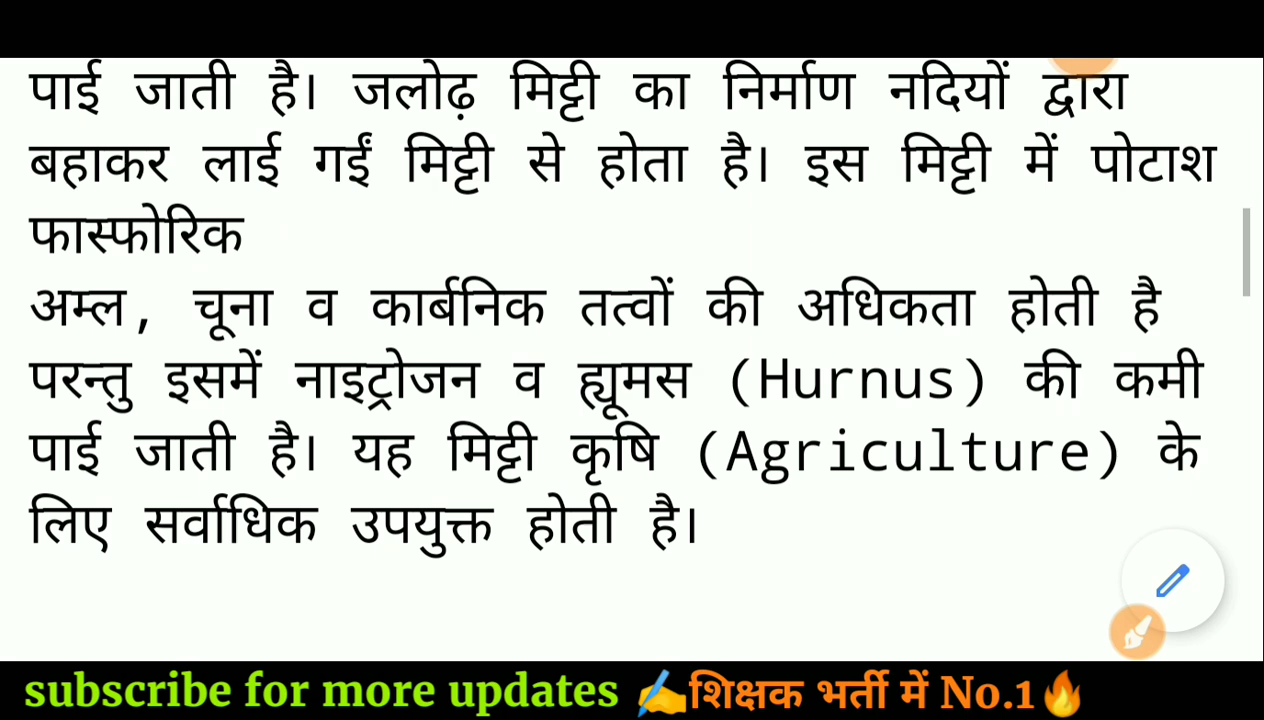 पाई जाती है। जलोढ़ मिट्टी का निर्माण नदियों द्वारा
बहाकर लाई गईं मिट्टी से होता है। इस मिट्टी में पोटाश
फास्फोरिक
अम्ल, चूना व कार्बनिक तत्वों की अधिकता होती है
परन्तु इसमें नाइट्रोजन व ह्यूमस (Hurnus) की कमी
पाई जाती है। यह मिट्टी कृषि (Agriculture) के
लिए सर्वाधिक उपयुक्त होती है।
subscribe for more updates ✍️शिक्षक भर्ती में No.1🔥